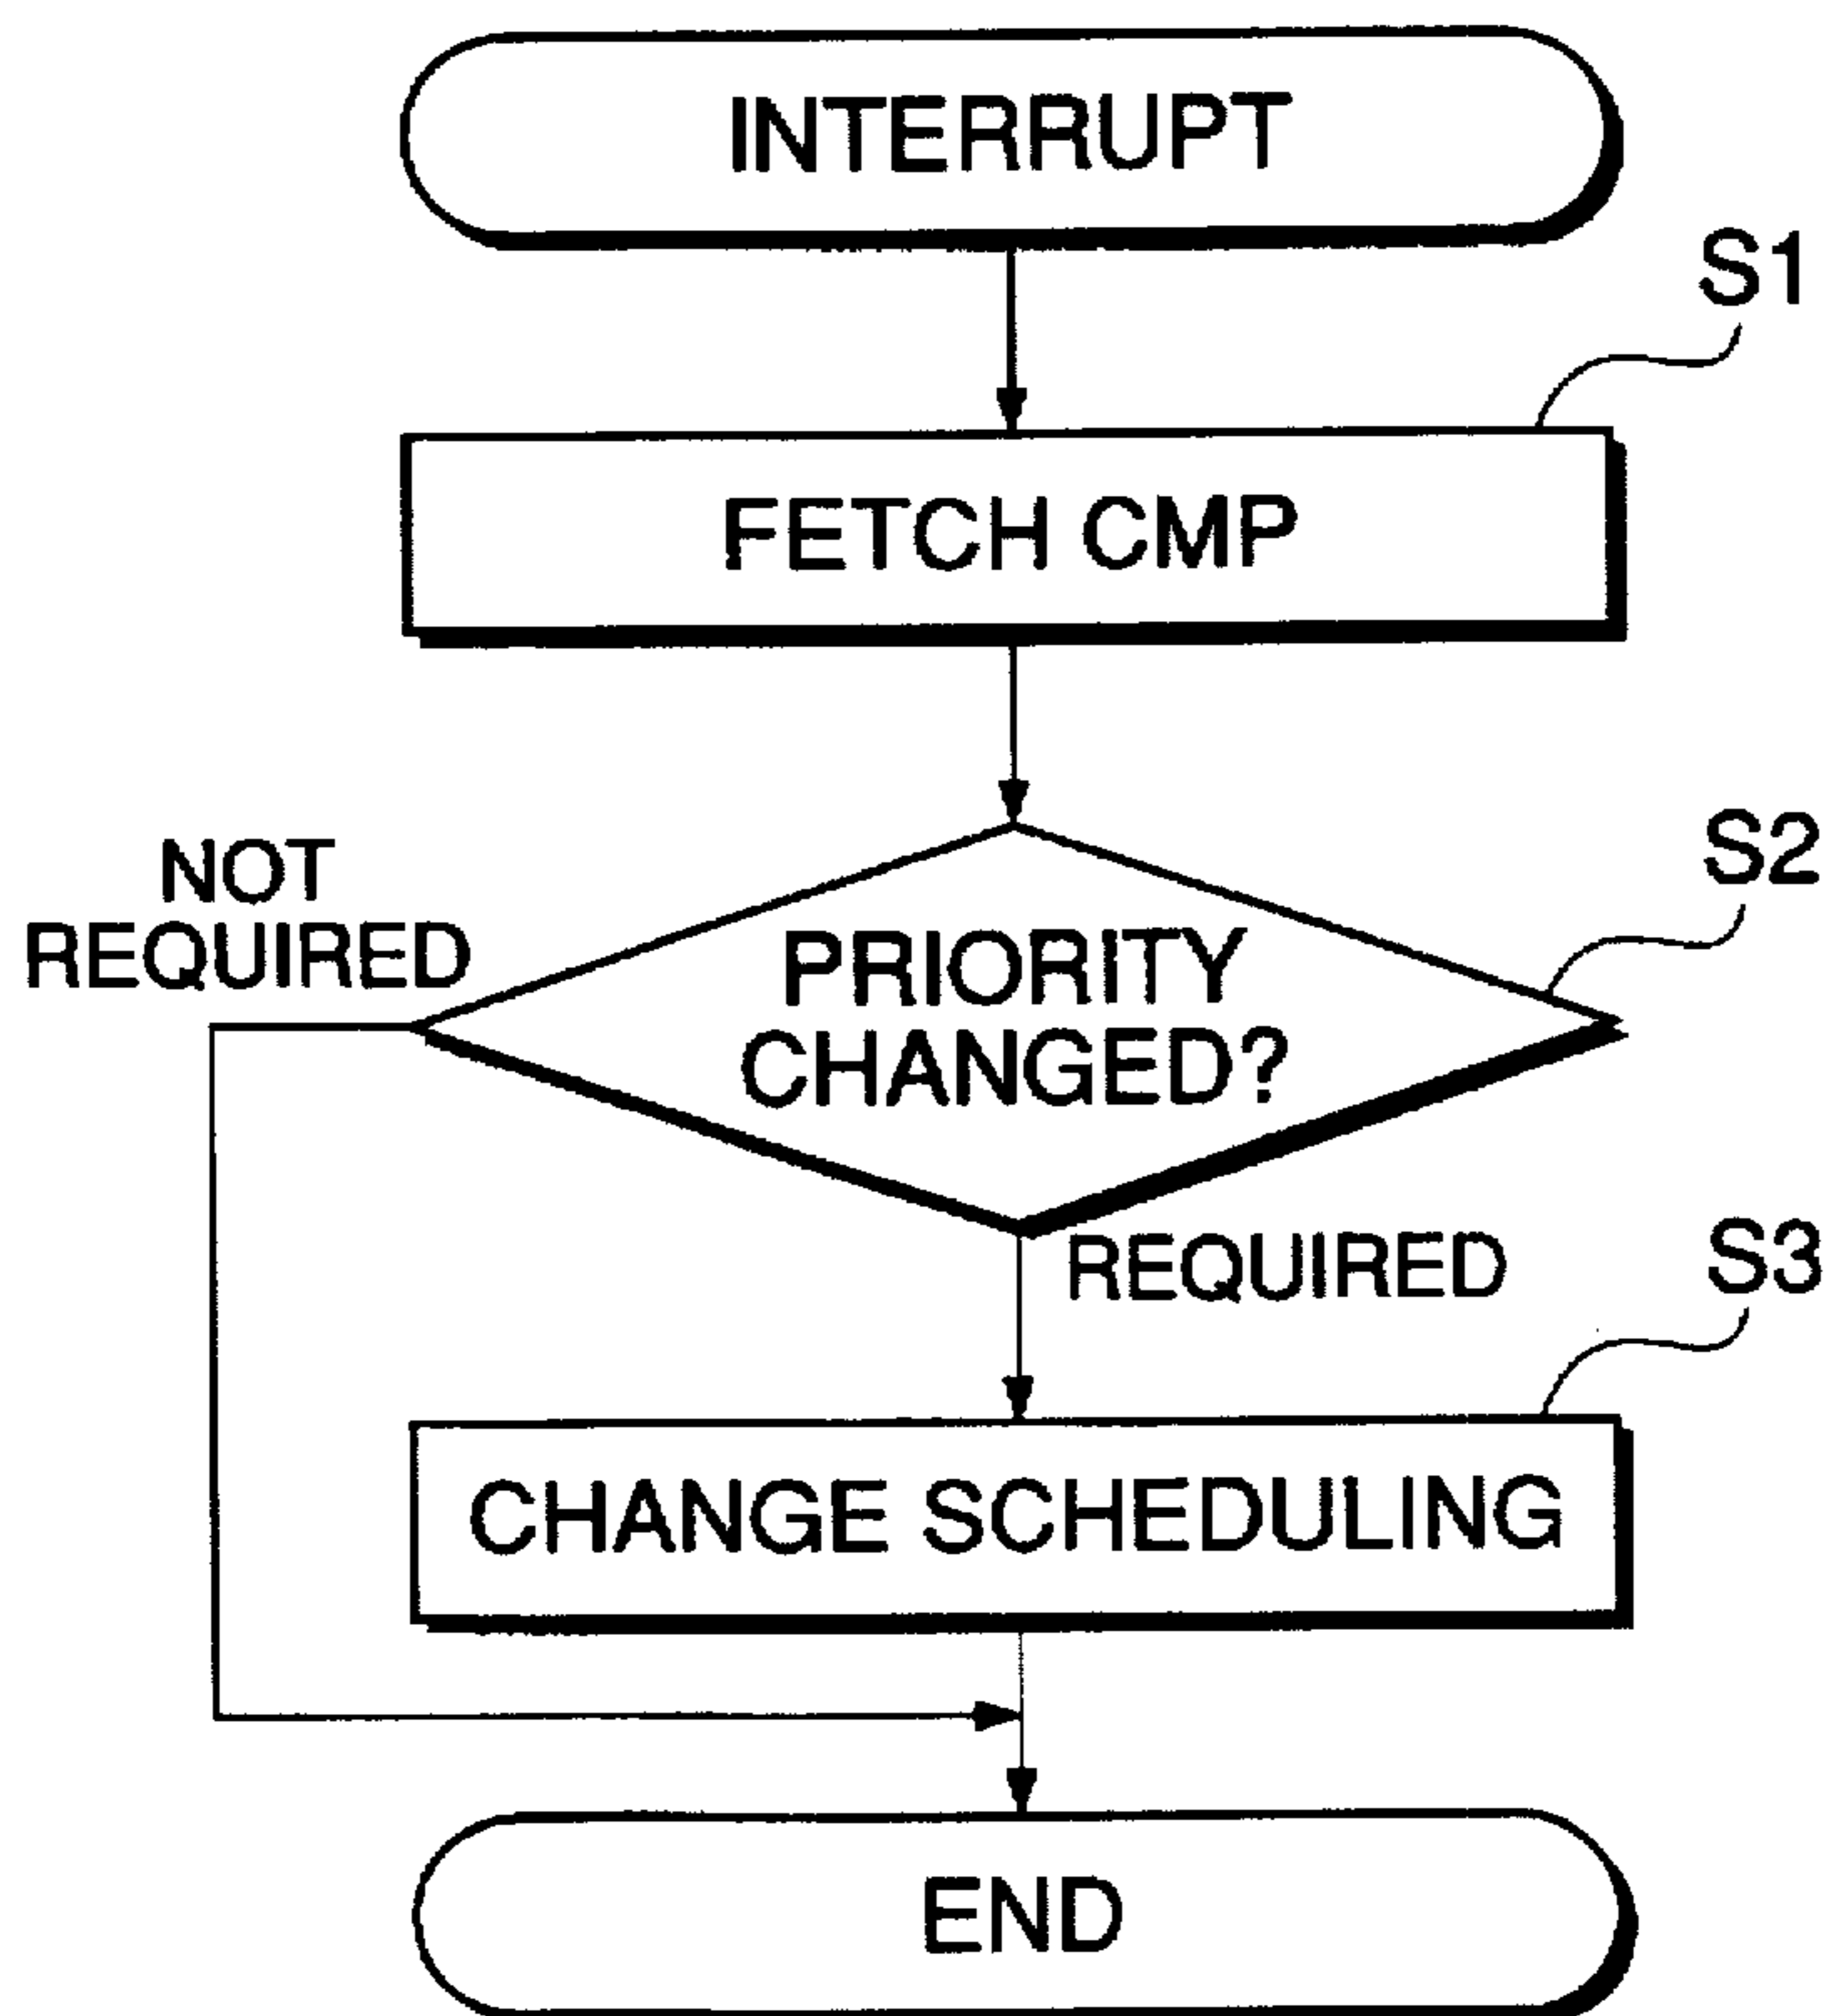 INTERRUPT
S1
FETCH CMP
S2
NOT
REQUIRED
PRIORITY
CHANGED?
REQUIRED
S3
CHANGE SCHEDULING
END